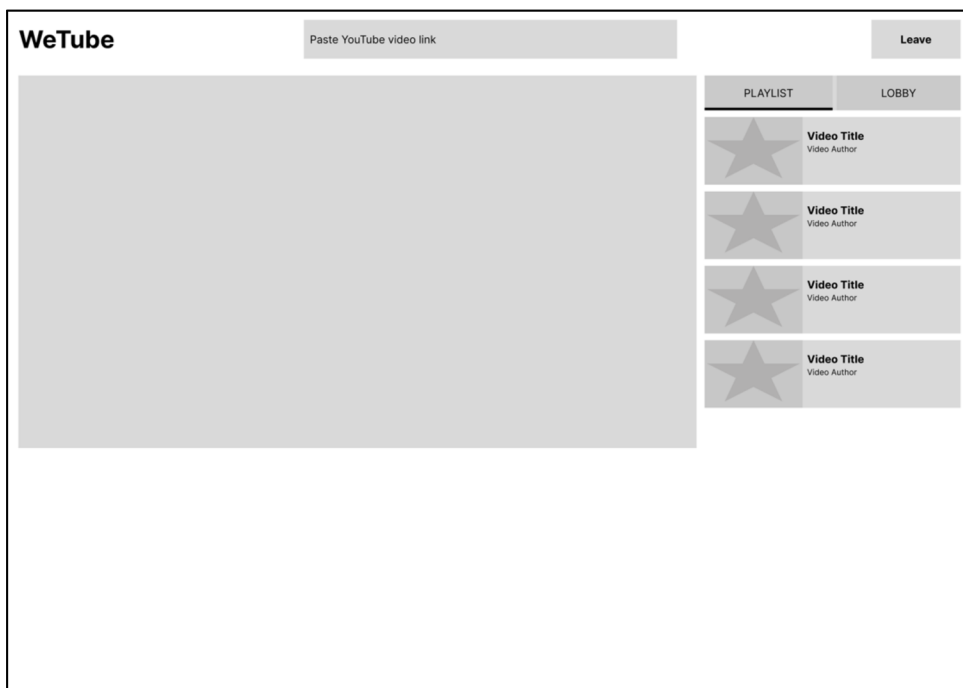 WeTube
Paste YouTube video link
Leave
PLAYLIST
LOBBY
Video Title
Video Author
Video Title
Video Author
Video Title
Video Author
Video Title
Video Author